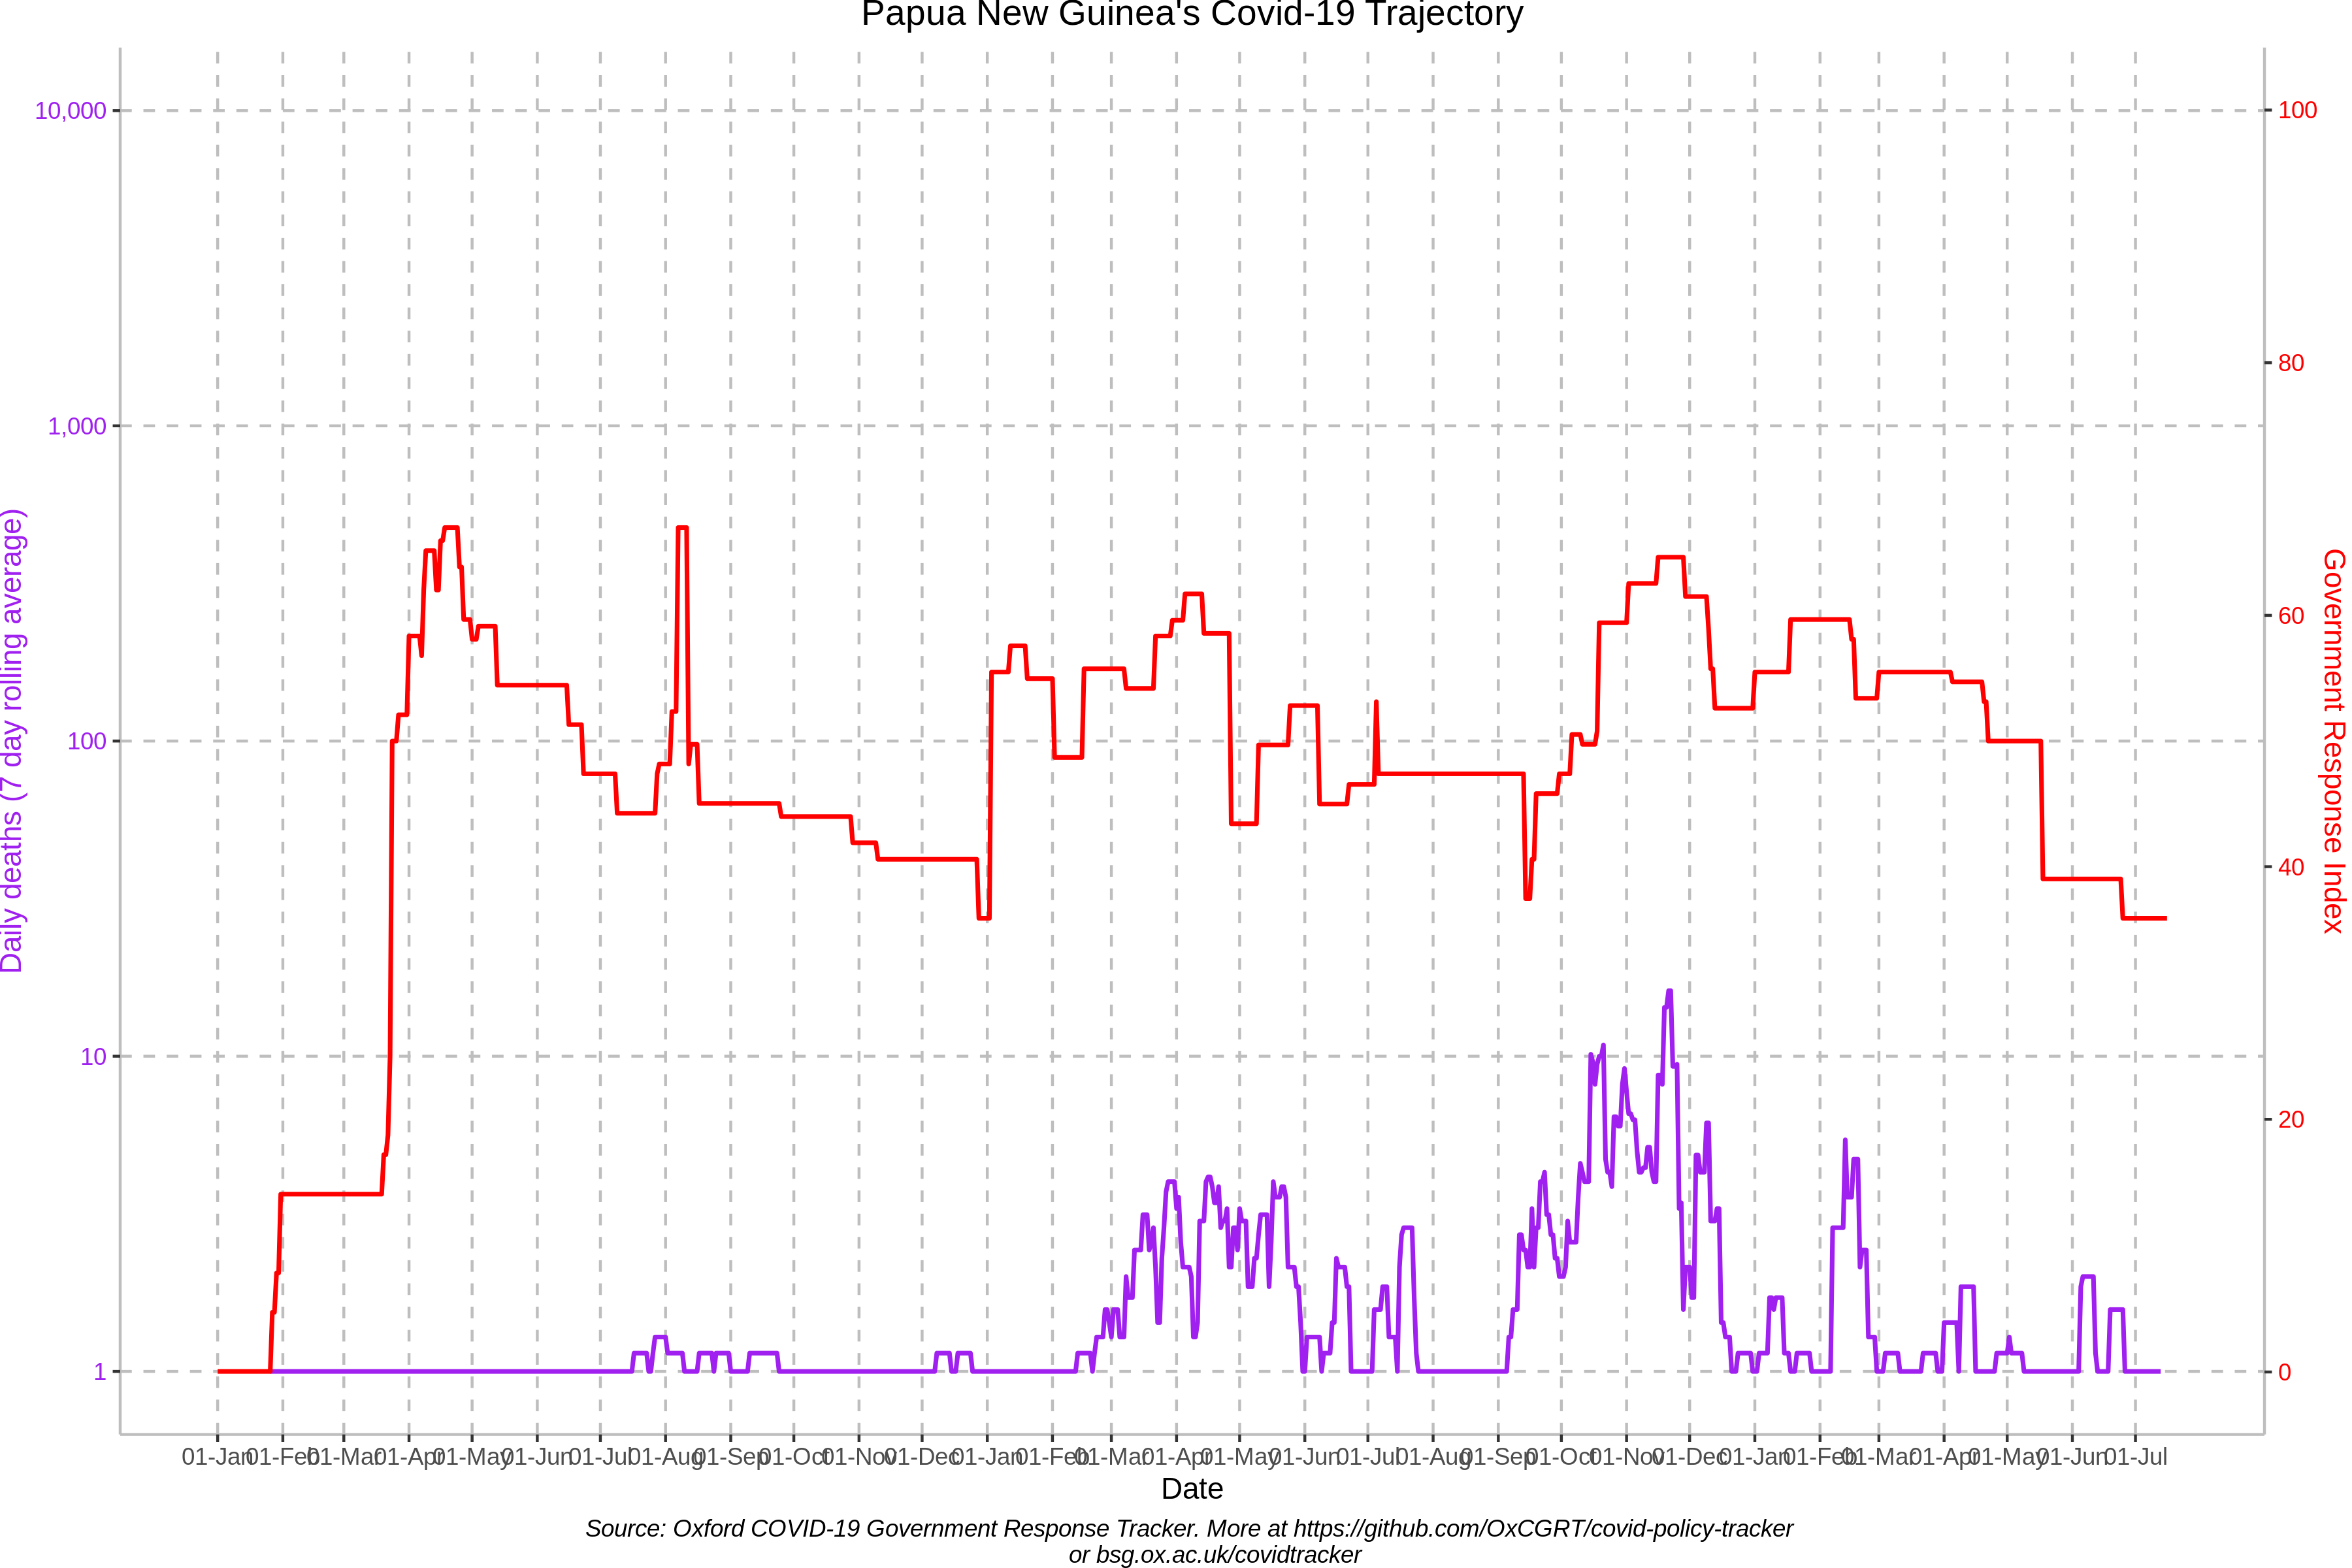 Papua New Guinea's Covid-19 Trajectory
10,000
1,000
100
10
1
Daily deaths (7 day rolling average)
100
80
60
40
20
0
Government Response Index
01-Jan 01-Feb 01-Mar 01-Apr 01-May 01-Jun 01-Jul 01-Aug 01-Sep 01-Oct 01-Nov 01-Dec 01-Jan 01-Feb 01-Mar 01-Apr 01-May 01-Jun 01-Jul 01-Aug 01-Sep 01-Oct 01-Nov 01-Dec 01-Jan 01-Feb 01-Mar 01-Apr 01-May 01-Jun 01-Jul
Date
Source: Oxford COVID-19 Government Response Tracker. More at https://github.com/OxCGRT/covid-policy-tracker
or bsg.ox.ac.uk/covidtracker